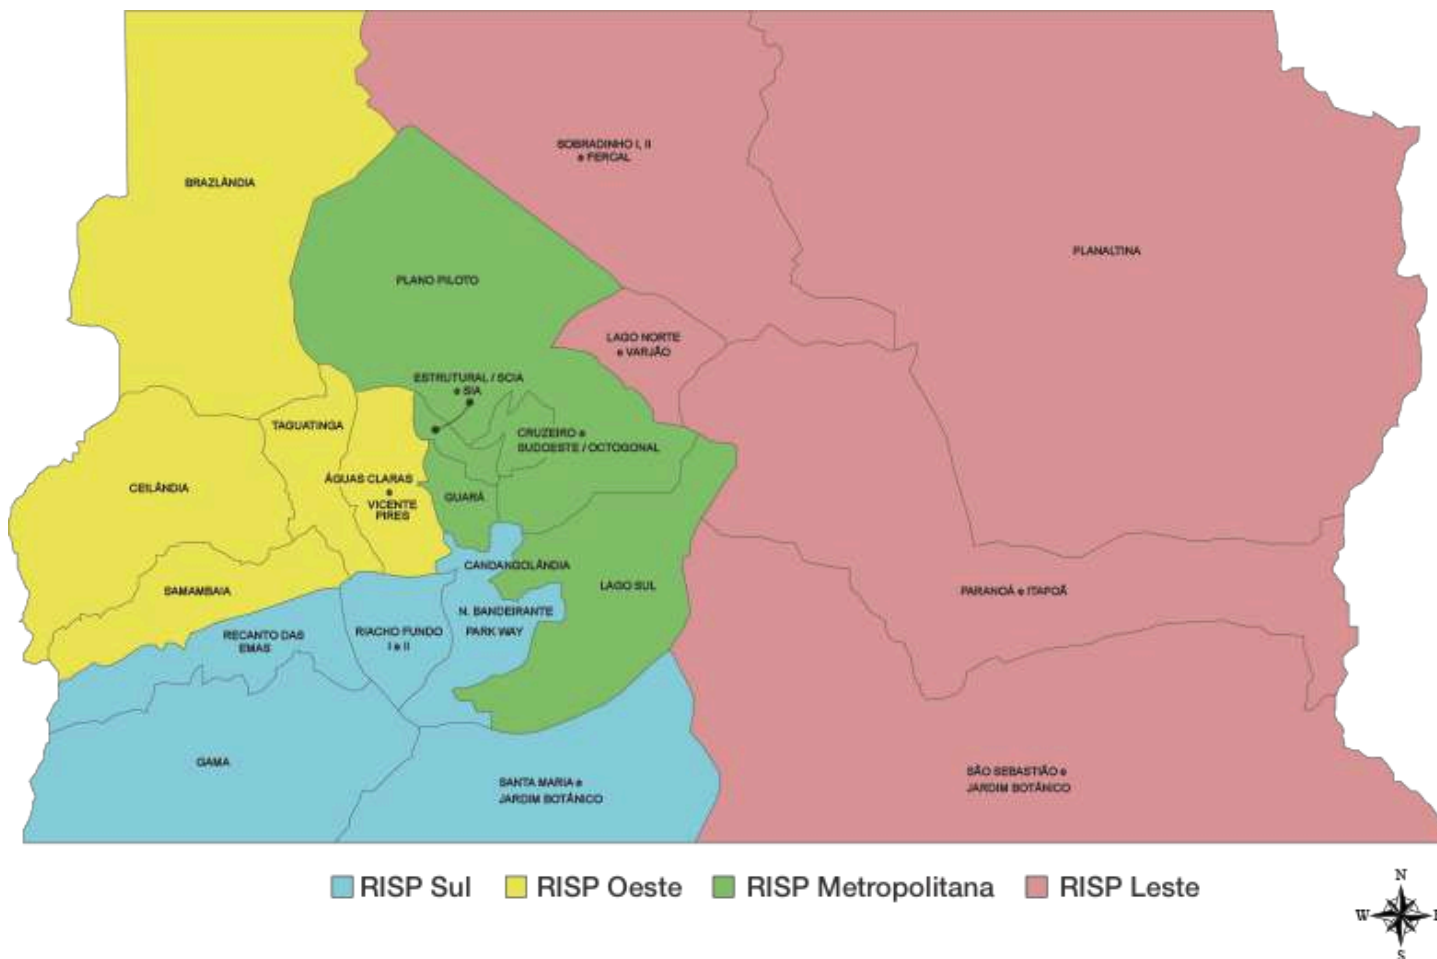 SOBRADINHO I, II
e FERCAL
BRAZLÂNDIA
PLANALTINA
PLANO PILOTO
LAGO NORTE
e VARJÃO
ESTRUTURAL / SCIA
e SIA
TAGUATINGA
CRUZEIRO e
SUDOESTE / OCTOGONAL
ÁGUAS CLARAS
e
VICENTE
PIRES
CEILÂNDIA
GUARÁ
CANDANGOLÂNDIA
LAGO SUL
SAMAMBAIA
PARANOÁ e ITAPOÃ
N. BANDEIRANTE
PARK WAY
RECANTO DAS
EMAS
RIACHO FUNDO
I e II
GAMA
SANTA MARIA e
JARDIM BOTÂNICO
SÃO SEBASTIÃO e
JARDIM BOTÂNICO
RISP Sul
RISP Oeste
RISP Metropolitana
RISP Leste
N
W
S